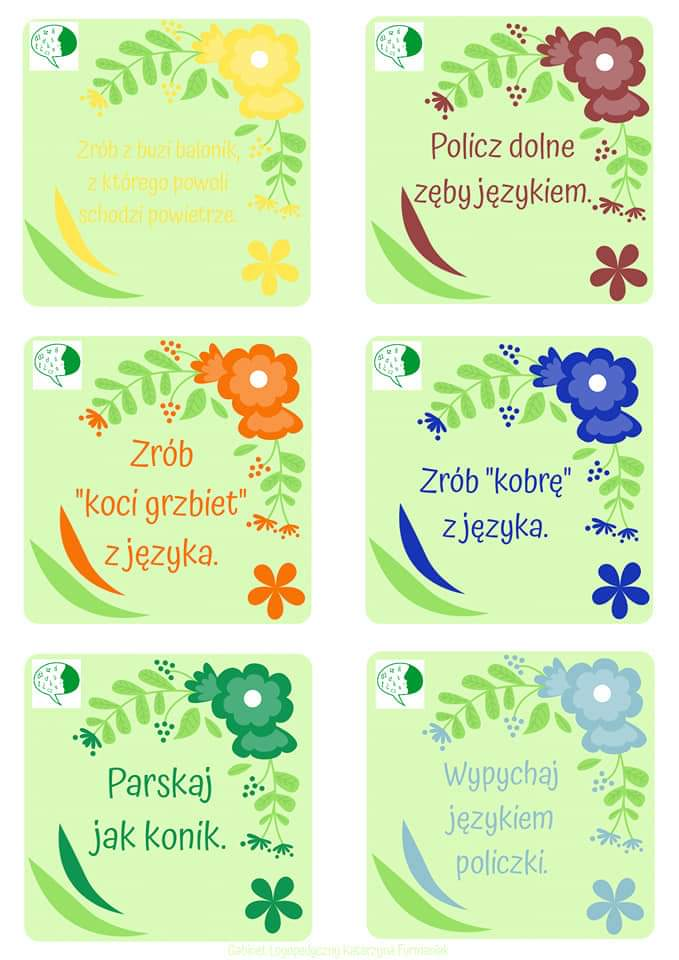 Zrób z buzi balonik,
z którego powoli
schodzi powietrze.
Policz dolne
zęby językiem.
Zrób
"koci grzbiet"
z języka.
Zrób "kobrę"
z języka.
Parskaj
jak konik.
Wypychaj
językiem
policzki.
Gabinet Logopedyczny Katarzyna Furmaniak